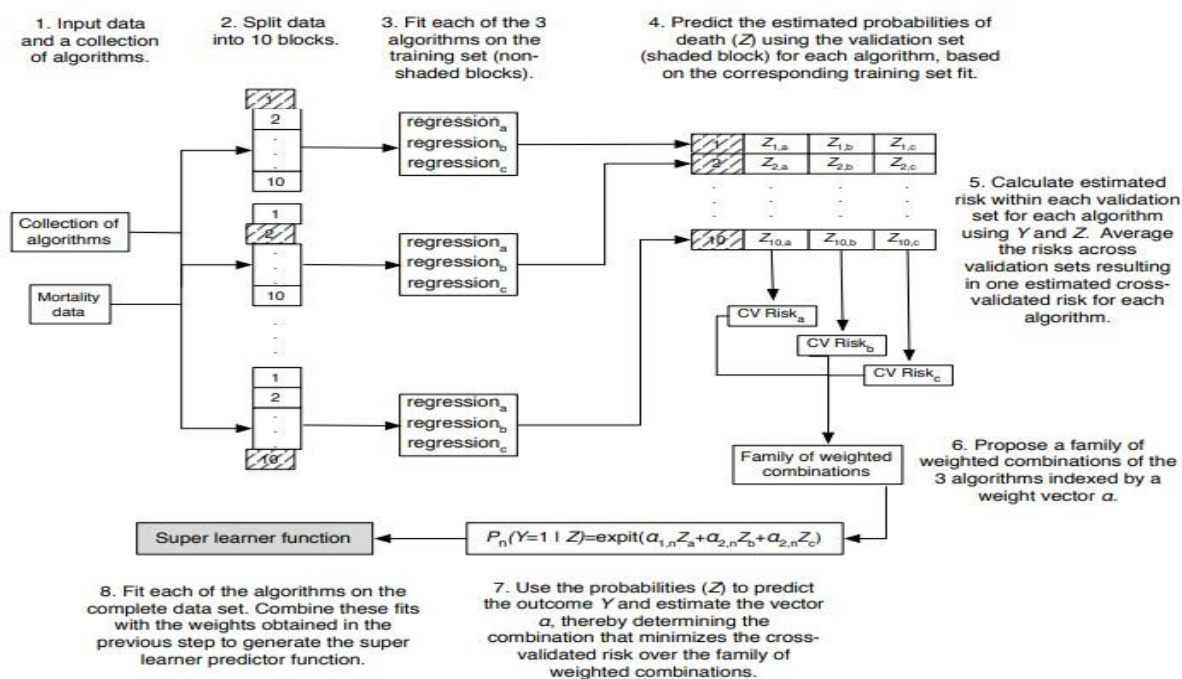 1. Input data
and a collection
of algorithms.
2. Split data
into 10 blocks.
3. Fit each of the 3
algorithms on the
training set (non-
shaded blocks).
4. Predict the estimated probabilities of
death (Z) using the validation set
(shaded block) for each algorithm, based
on the corresponding training set fit.
Collection of
algorithms
Mortality
data
1
2
.
.
.
10
1
2
.
.
10
.
.
.
1
2
.
.
.
10
regression_a
regression_b
regression_c
regression_a
regression_b
regression_c
regression_a
regression_b
regression_c
1 Z_1,a Z_1,b Z_1,c
2 Z_2,a Z_2,b Z_2,c
. . . .
. . . .
. . . .
10 Z_10,a Z_10,b Z_10,c
CV Risk_a
CV Risk_b
CV Risk_c
5. Calculate estimated
risk within each validation
set for each algorithm
using Y and Z. Average
the risks across
validation sets resulting
in one estimated cross-
validated risk for each
algorithm.
Family of weighted
combinations
6. Propose a family of
weighted combinations of the
3 algorithms indexed by a
weight vector α.
P_n(Y=1 | Z)=expit(α_1,n Z_a+α_2,n Z_b+α_2,n Z_c)
Super learner function
7. Use the probabilities (Z) to predict
the outcome Y and estimate the vector
α, thereby determining the
combination that minimizes the cross-
validated risk over the family of
weighted combinations.
8. Fit each of the algorithms on the
complete data set. Combine these fits
with the weights obtained in the
previous step to generate the super
learner predictor function.